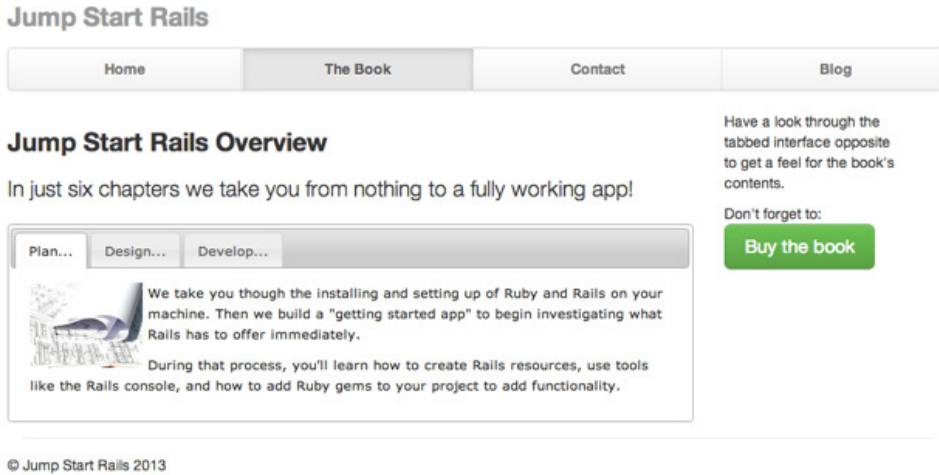 Jump Start Rails
Home
The Book
Contact
Blog
Jump Start Rails Overview
In just six chapters we take you from nothing to a fully working app!
Plan...
Design...
Develop...
We take you though the installing and setting up of Ruby and Rails on your
machine. Then we build a "getting started app" to begin investigating what
Rails has to offer immediately.
During that process, you'll learn how to create Rails resources, use tools
like the Rails console, and how to add Ruby gems to your project to add functionality.
Have a look through the
tabbed interface opposite
to get a feel for the book's
contents.
Don't forget to:
Buy the book
© Jump Start Rails 2013